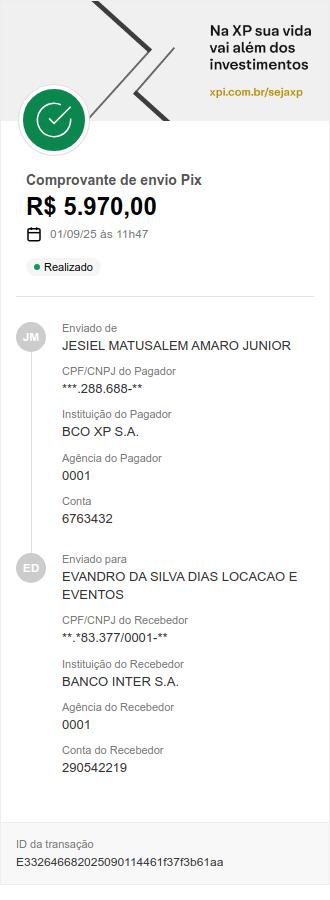 Na XP sua vida
vai além dos
investimentos
xpi.com.br/sejaxp
Comprovante de envio Pix
R$ 5.970,00
01/09/25 às 11h47
Realizado
JM
Enviado de
JESIEL MATUSALEM AMARO JUNIOR
CPF/CNPJ do Pagador
***.288.688-**
Instituição do Pagador
BCO XP S.A.
Agência do Pagador
0001
Conta
6763432
ED
Enviado para
EVANDRO DA SILVA DIAS LOCACAO E
EVENTOS
CPF/CNPJ do Recebedor
**.*83.377/0001-**
Instituição do Recebedor
BANCO INTER S.A.
Agência do Recebedor
0001
Conta do Recebedor
290542219
ID da transação
E332646682025090114461f37f3b61aa